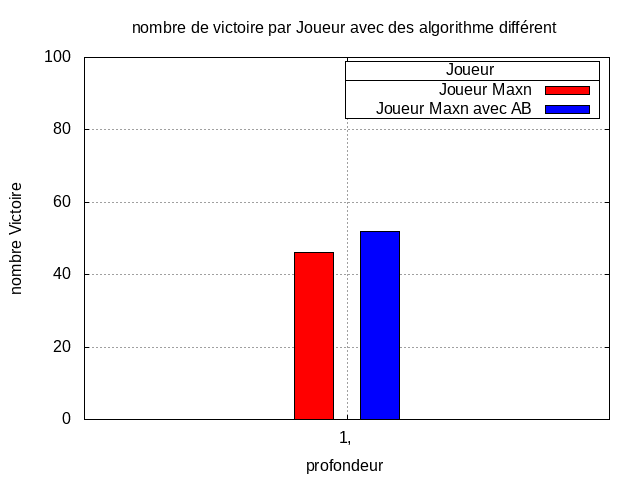 nombre de victoire par Joueur avec des algorithme différent
100
80
60
40
20
0
nombre Victoire
Joueur
Joueur Maxn
Joueur Maxn avec AB
1,
profondeur